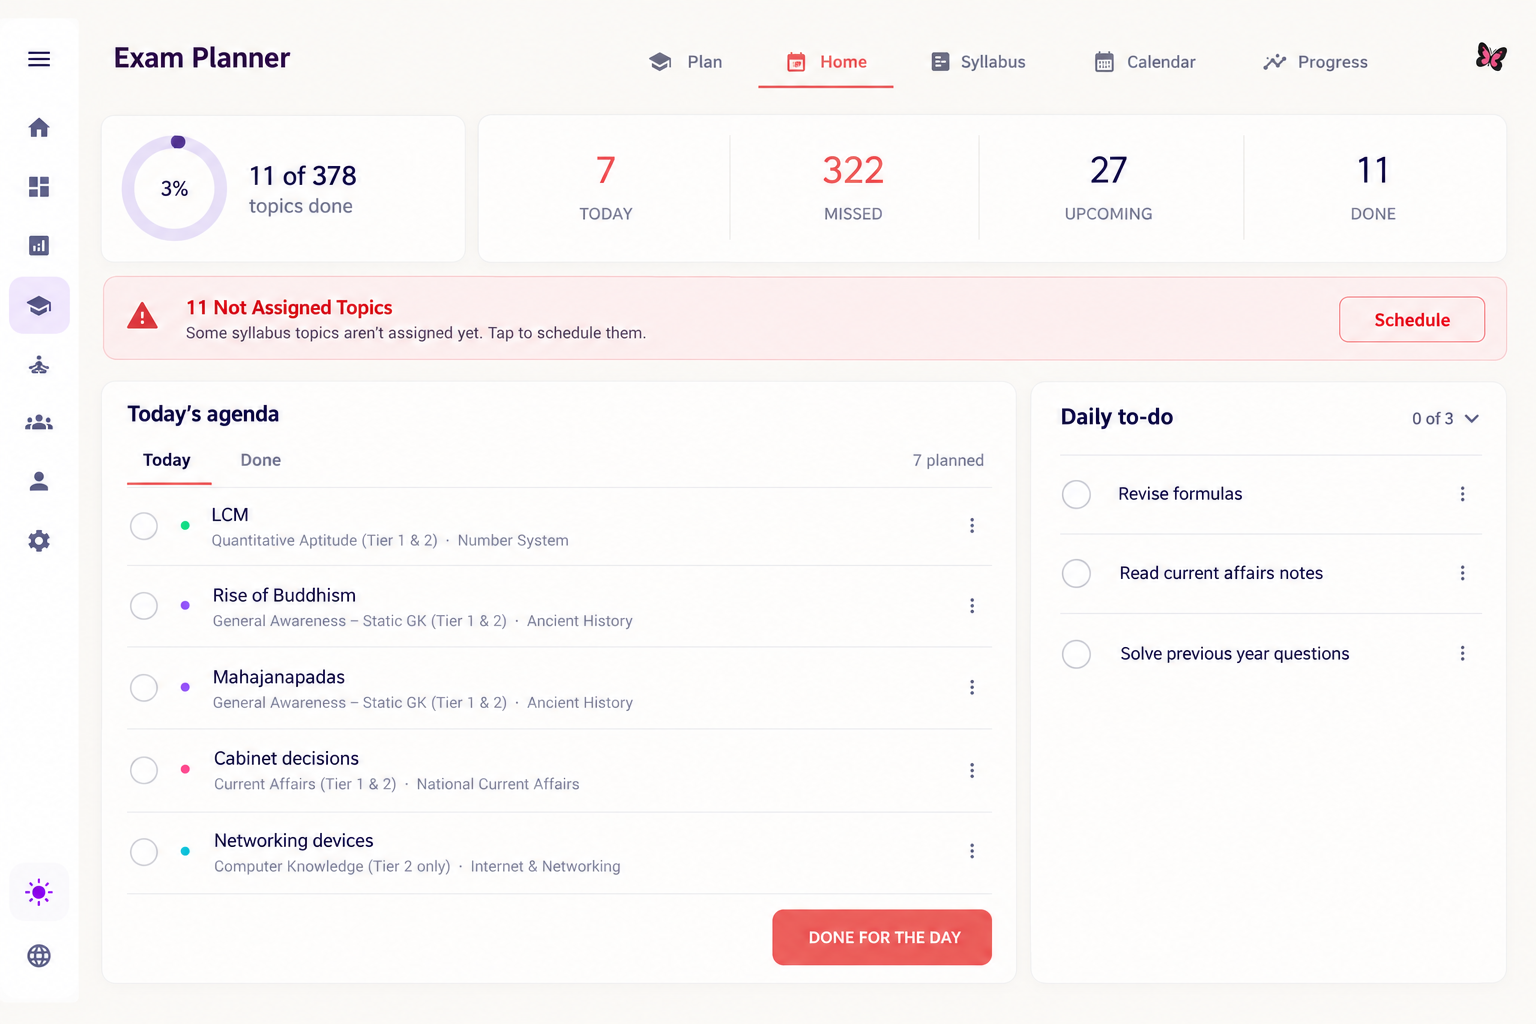 Exam Planner
Plan
Home
Syllabus
Calendar
Progress
3%
11 of 378
topics done
7
TODAY
322
MISSED
27
UPCOMING
11
DONE
11 Not Assigned Topics
Some syllabus topics aren't assigned yet. Tap to schedule them.
Schedule
Today's agenda
Today
Done
7 planned
LCM
Quantitative Aptitude (Tier 1 & 2) · Number System
Rise of Buddhism
General Awareness – Static GK (Tier 1 & 2) · Ancient History
Mahajanapadas
General Awareness – Static GK (Tier 1 & 2) · Ancient History
Cabinet decisions
Current Affairs (Tier 1 & 2) · National Current Affairs
Networking devices
Computer Knowledge (Tier 2 only) · Internet & Networking
DONE FOR THE DAY
Daily to-do
0 of 3
Revise formulas
Read current affairs notes
Solve previous year questions